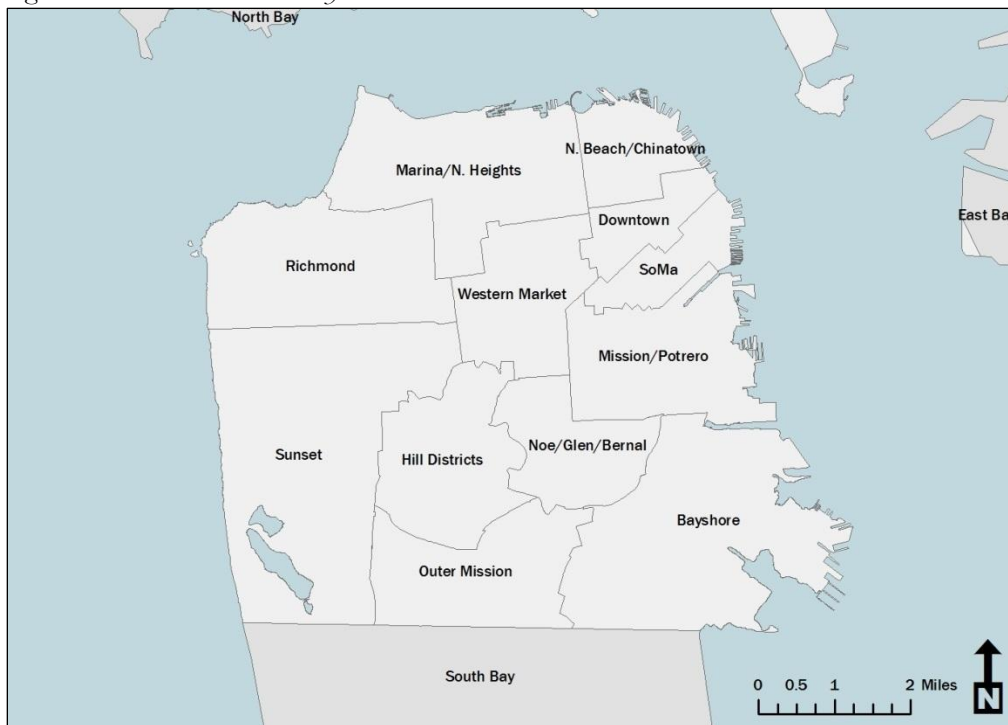 North Bay
N. Beach/Chinatown
Marina/N. Heights
East Ba
Downtown
Richmond
SoMa
Western Market
Mission/Potrero
Noe/Glen/Bernal
Sunset
Hill Districts
Bayshore
Outer Mission
South Bay
0 0.5 1 2 Miles
N